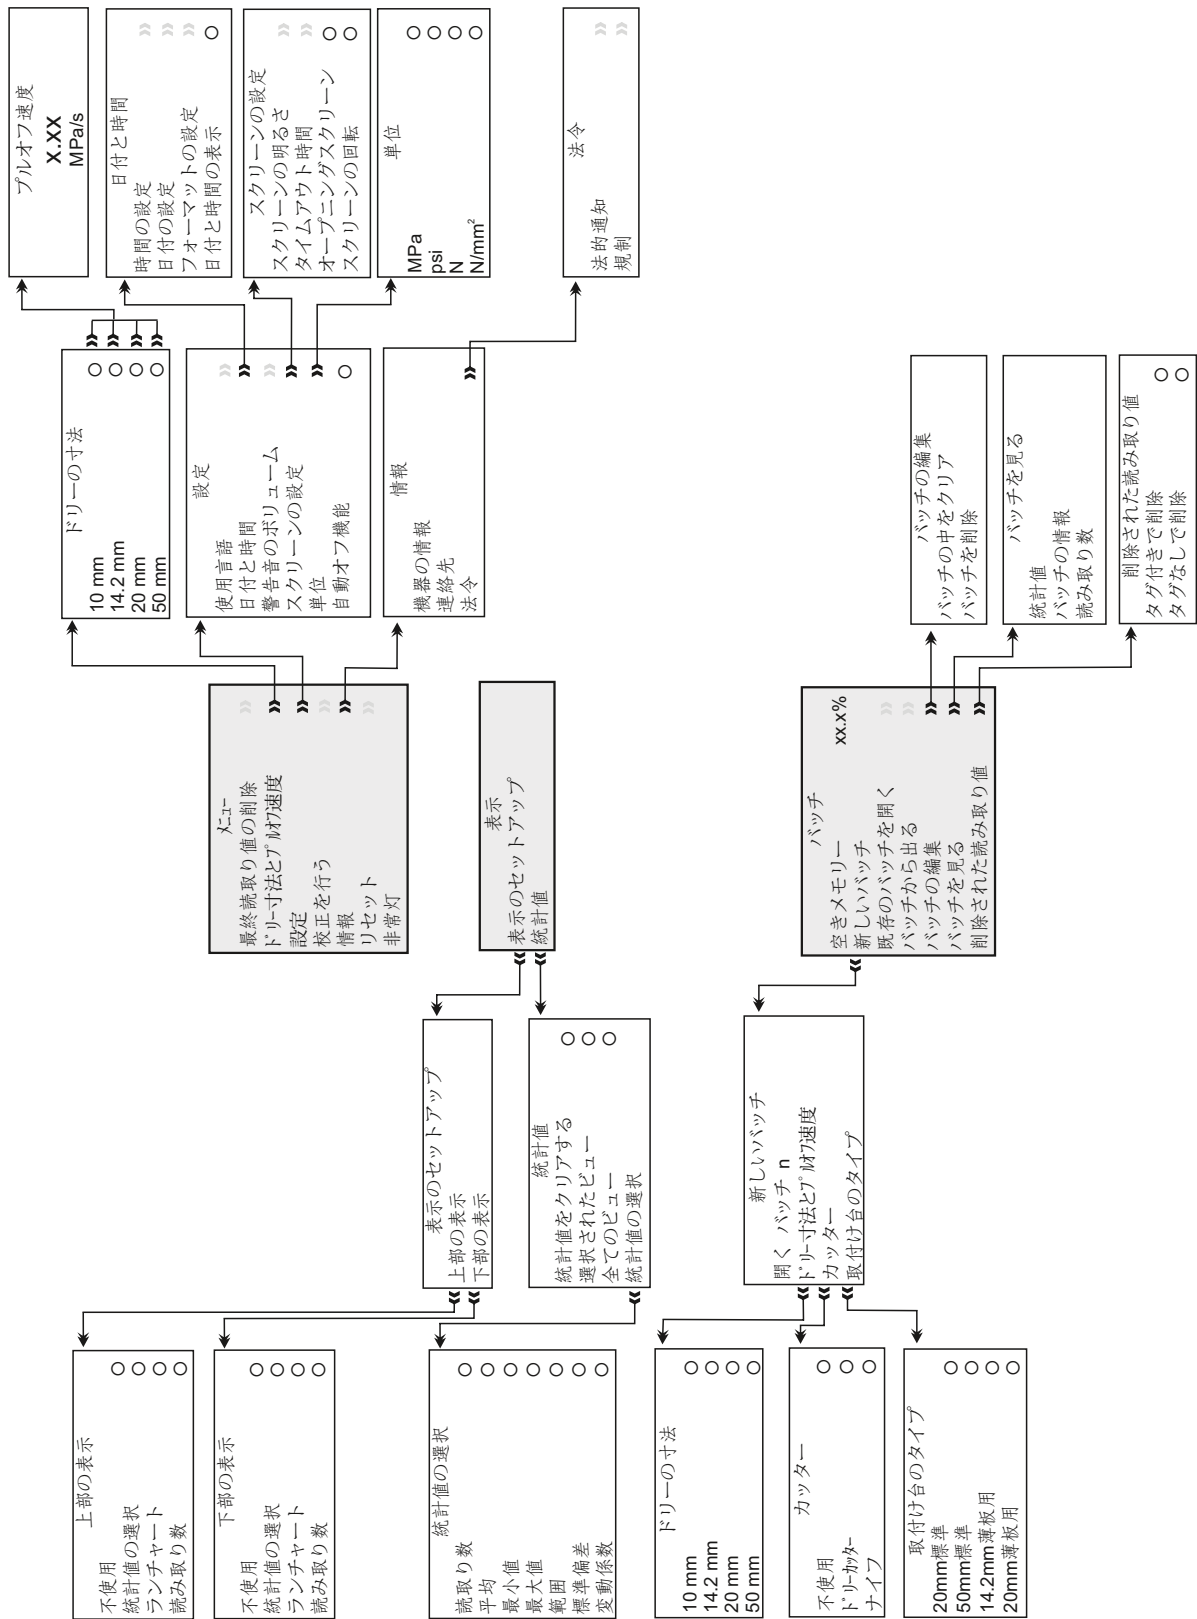 上部の表示
不使用
統計値の選択
ランチャート
読み取り数
下部の表示
不使用
統計値の選択
ランチャート
読み取り数
統計値の選択
読取り数
平均
最小値
最大値
範囲
標準偏差
変動係数
ドリーの寸法
10 mm
14.2 mm
20 mm
50 mm
カッター
不使用
ﾄﾞﾘｰｶｯﾀｰ
ナイフ
取付け台のタイプ
20mm標準
50mm標準
14.2mm薄板用
20mm薄板用
表示のセットアップ
上部の表示
下部の表示
統計値
統計値をクリアする
選択されたビュー
全てのビュー
統計値の選択
新しいバッチ
開く バッチ n
ﾄﾞﾘｰ寸法とﾌﾟﾙｵﾌ速度
カッター
取付け台のタイプ
ﾒﾆｭｰ
最終読取り値の削除
ﾄﾞﾘｰ寸法とﾌﾟﾙｵﾌ速度
設定
校正を行う
情報
リセット
非常灯
表示
表示のセットアップ
統計値
バッチ
空きメモリー xx.x%
新しいバッチ
既存のバッチを開く
バッチから出る
バッチの編集
バッチを見る
削除された読み取り値
ドリーの寸法
10 mm
14.2 mm
20 mm
50 mm
設定
使用言語
日付と時間
警告音のボリューム
スクリーンの設定
単位
自動オフ機能
情報
機器の情報
連絡先
法令
バッチの編集
バッチの中をクリア
バッチを削除
バッチを見る
統計値
バッチの情報
読み取り数
削除された読み取り値
タグ付きで削除
タグなしで削除
プルオフ速度
X.XX
MPa/s
日付と時間
時間の設定
日付の設定
フォーマットの設定
日付と時間の表示
スクリーンの設定
スクリーンの明るさ
タイムアウト時間
オープニングスクリーン
スクリーンの回転
単位
MPa
psi
N
N/mm²
法令
法的通知
規制